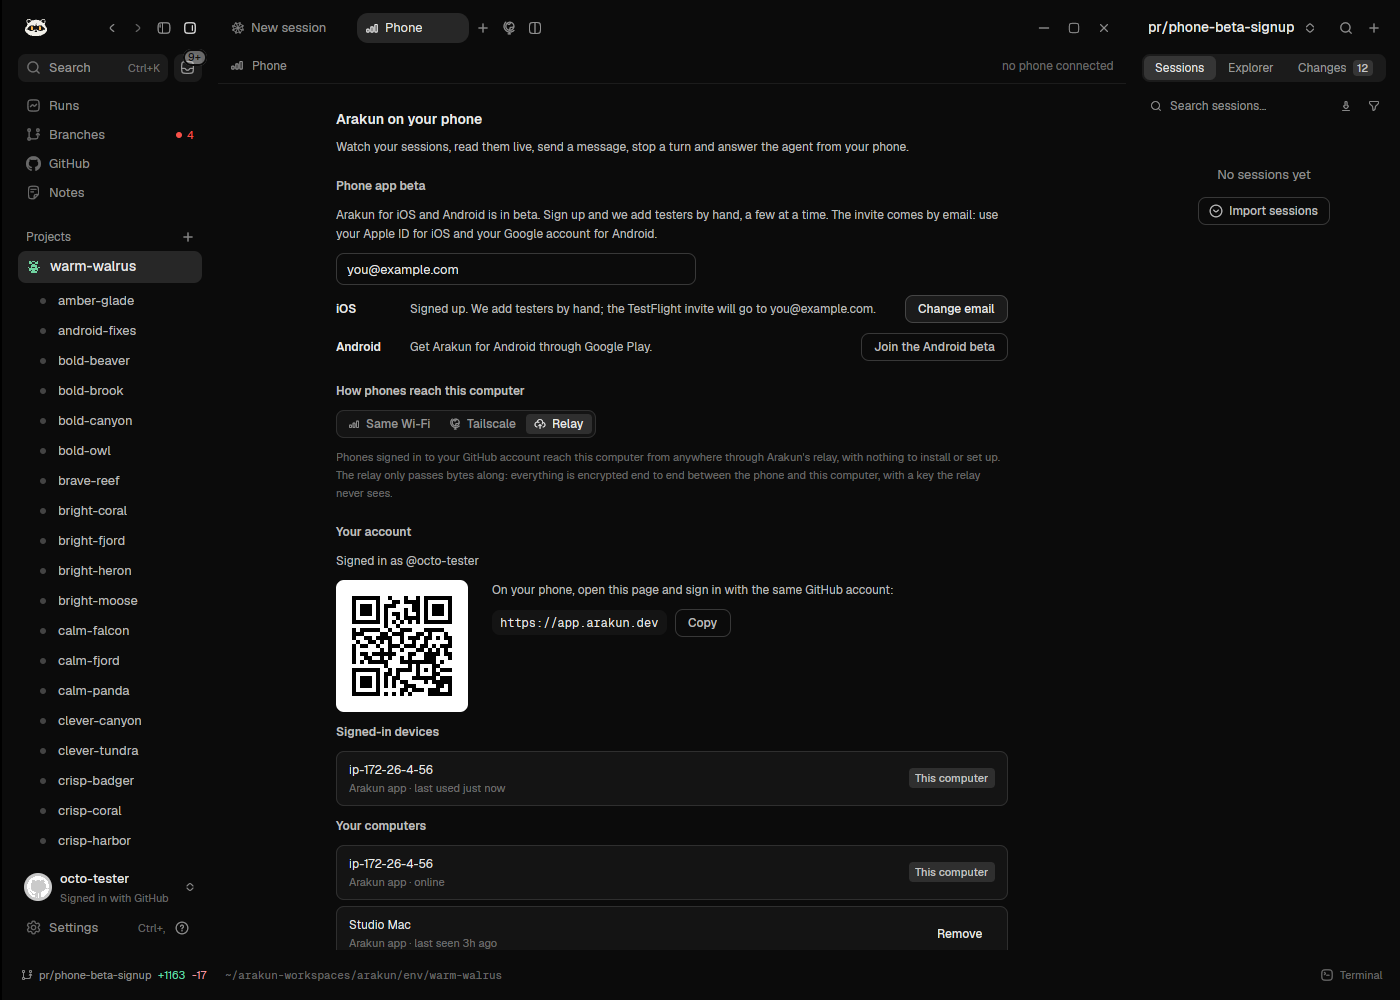 New session
Phone
pr/phone-beta-signup
Search
Ctrl+K
9+
Phone
no phone connected
Sessions
Explorer
Changes 12
Runs
Branches
4
GitHub
Notes
Search sessions...
No sessions yet
Import sessions
Projects
warm-walrus
amber-glade
android-fixes
bold-beaver
bold-brook
bold-canyon
bold-owl
brave-reef
bright-coral
bright-fjord
bright-heron
bright-moose
calm-falcon
calm-fjord
calm-panda
clever-canyon
clever-tundra
crisp-badger
crisp-coral
crisp-harbor
octo-tester
Signed in with GitHub
Settings
Ctrl+,
Arakun on your phone
Watch your sessions, read them live, send a message, stop a turn and answer the agent from your phone.
Phone app beta
Arakun for iOS and Android is in beta. Sign up and we add testers by hand, a few at a time. The invite comes by email: use
your Apple ID for iOS and your Google account for Android.
you@example.com
iOS
Signed up. We add testers by hand; the TestFlight invite will go to you@example.com.
Change email
Android
Get Arakun for Android through Google Play.
Join the Android beta
How phones reach this computer
Same Wi-Fi
Tailscale
Relay
Phones signed in to your GitHub account reach this computer from anywhere through Arakun's relay, with nothing to install or set up.
The relay only passes bytes along: everything is encrypted end to end between the phone and this computer, with a key the relay
never sees.
Your account
Signed in as @octo-tester
On your phone, open this page and sign in with the same GitHub account:
https://app.arakun.dev
Copy
Signed-in devices
ip-172-26-4-56
Arakun app · last used just now
This computer
Your computers
ip-172-26-4-56
Arakun app · online
This computer
Studio Mac
Arakun app · last seen 3h ago
Remove
pr/phone-beta-signup +1163 -17
~/arakun-workspaces/arakun/env/warm-walrus
Terminal